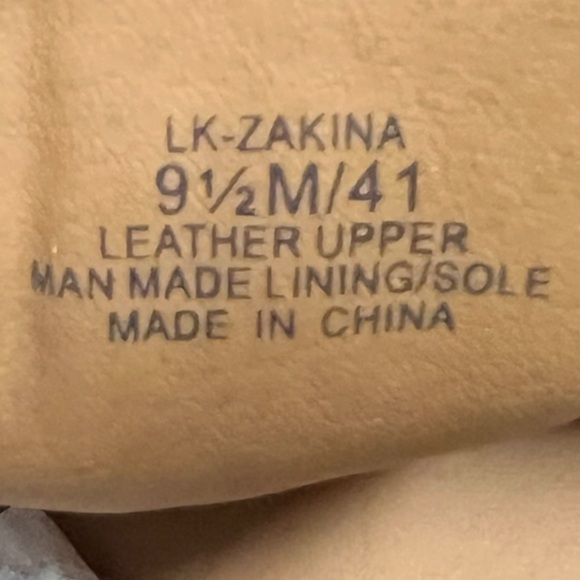 LK-ZAKINA
9½M/41
LEATHER UPPER
MAN MADE LINING/SOLE
MADE IN CHINA